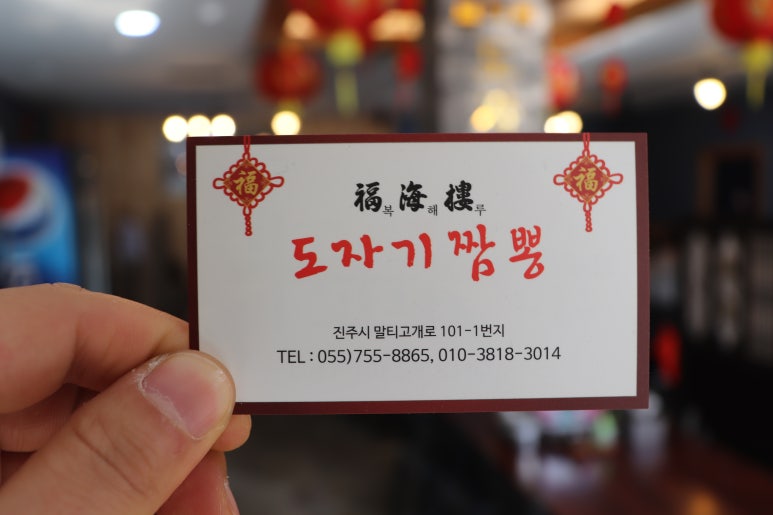 福 福
福복 海해 樓루
도자기짬뽕
진주시 말티고개로 101-1번지
TEL : 055)755-8865, 010-3818-3014